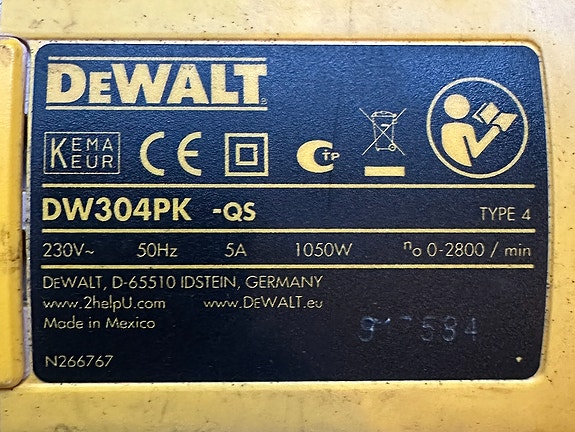 DEWALT
KEMA
EUR
CE
TP
DW304PK -QS TYPE 4
230V~ 50Hz 5A 1050W n₀ 0-2800 / min
DEWALT, D-65510 IDSTEIN, GERMANY
www.2helpU.com www.DEWALT.eu
Made in Mexico
N266767